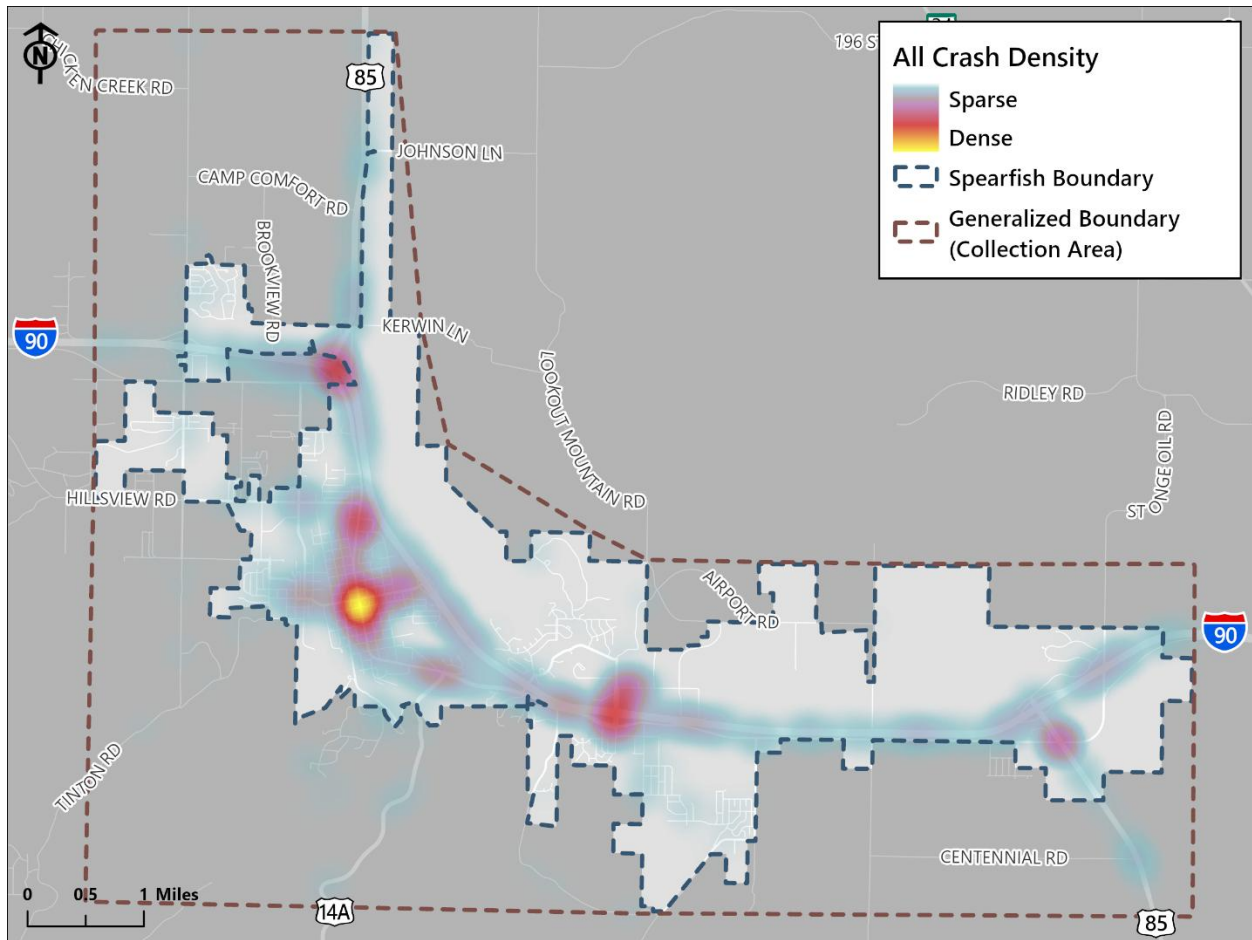 N
CHICKEN CREEK RD
85
196 ST
JOHNSON LN
CAMP COMFORT RD
BROOKVIEW RD
KERWIN LN
90
LOOKOUT MOUNTAIN RD
RIDLEY RD
ST ONGE OIL RD
HILLSVIEW RD
AIRPORT RD
90
TINTON RD
CENTENNIAL RD
14A
85
0 0.5 1 Miles
All Crash Density
Sparse
Dense
Spearfish Boundary
Generalized Boundary
(Collection Area)